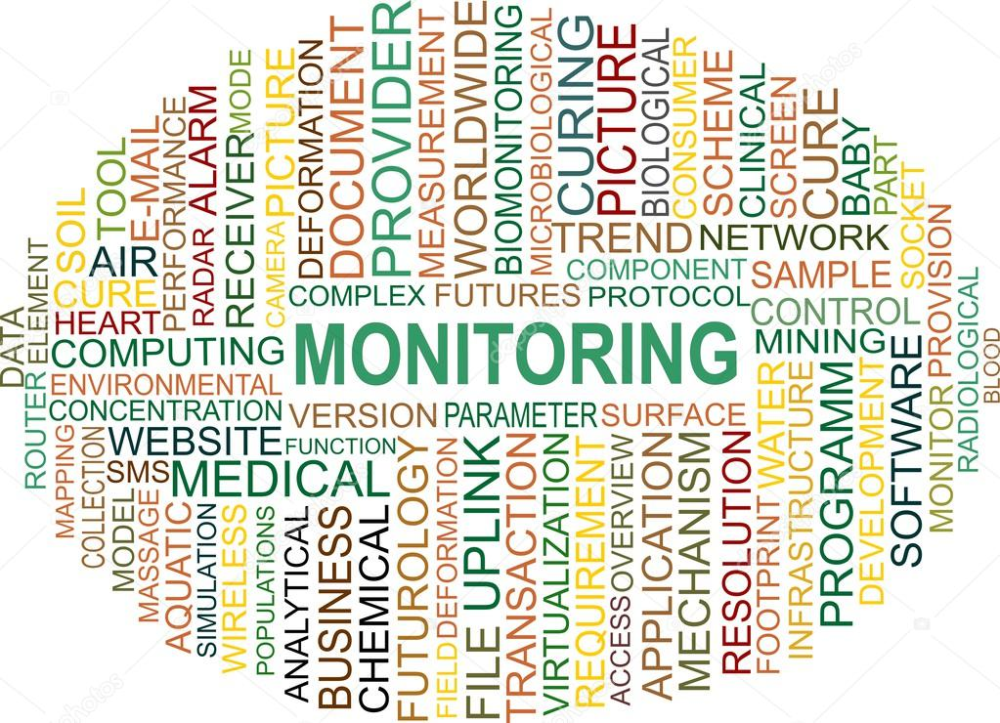 DATA
ELEMENT
ROUTER
SOIL
TOOL
E-MAIL
PERFORMANCE
RADAR ALARM
RECEIVER MODE
CAMERA PICTURE
DEFORMATION
DOCUMENT
PROVIDER
MEASUREMENT
WORLDWIDE
BIOMONITORING
MICROBIOLOGICAL
CURING
PICTURE
BIOLOGICAL
CONSUMER
SCHEME
CLINICAL
SCREEN
CURE
BABY
PART
SOCKET
AIR
CURE
HEART
COMPUTING
ENVIRONMENTAL
CONCENTRATION
WEBSITE
SMS
MEDICAL
TREND NETWORK
COMPONENT
SAMPLE
COMPLEX FUTURES PROTOCOL
CONTROL
MINING
MONITORING
VERSION PARAMETER SURFACE
FUNCTION
MAPPING
COLLECTION
MODEL
MASSAGE
AQUATIC
SIMULATION
WIRELESS
POPULATIONS
ANALYTICAL
BUSINESS
CHEMICAL
FUTUROLOGY
FIELD DEFORMATION
FILE UPLINK
TRANSACTION
VIRTUALIZATION
REQUIREMENT
ACCESS OVERVIEW
APPLICATION
MECHANISM
RESOLUTION
FOOTPRINT WATER
INFRASTRUCTURE
PROGRAMM
DEVELOPMENT
SOFTWARE
MONITOR PROVISION
RADIOLOGICAL
BLOOD
depositphotos